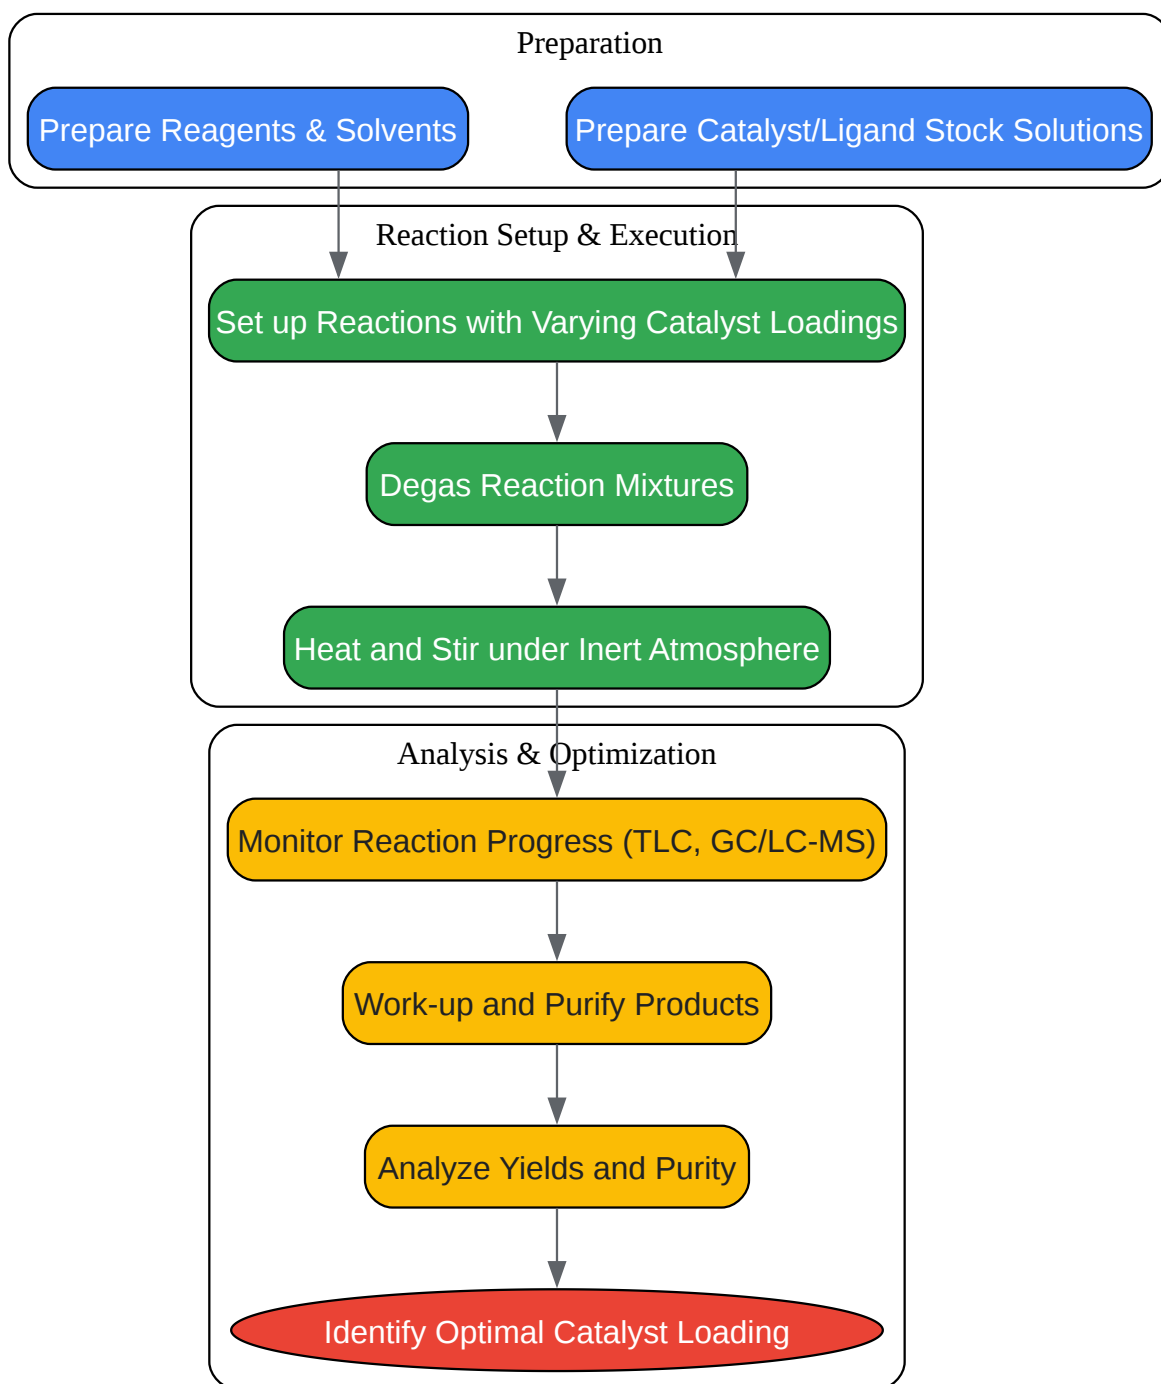 Preparation
Prepare Reagents & Solvents
Prepare Catalyst/Ligand Stock Solutions
Reaction Setup & Execution
Set up Reactions with Varying Catalyst Loadings
Degas Reaction Mixtures
Heat and Stir under Inert Atmosphere
Analysis & Optimization
Monitor Reaction Progress (TLC, GC/LC-MS)
Work-up and Purify Products
Analyze Yields and Purity
Identify Optimal Catalyst Loading